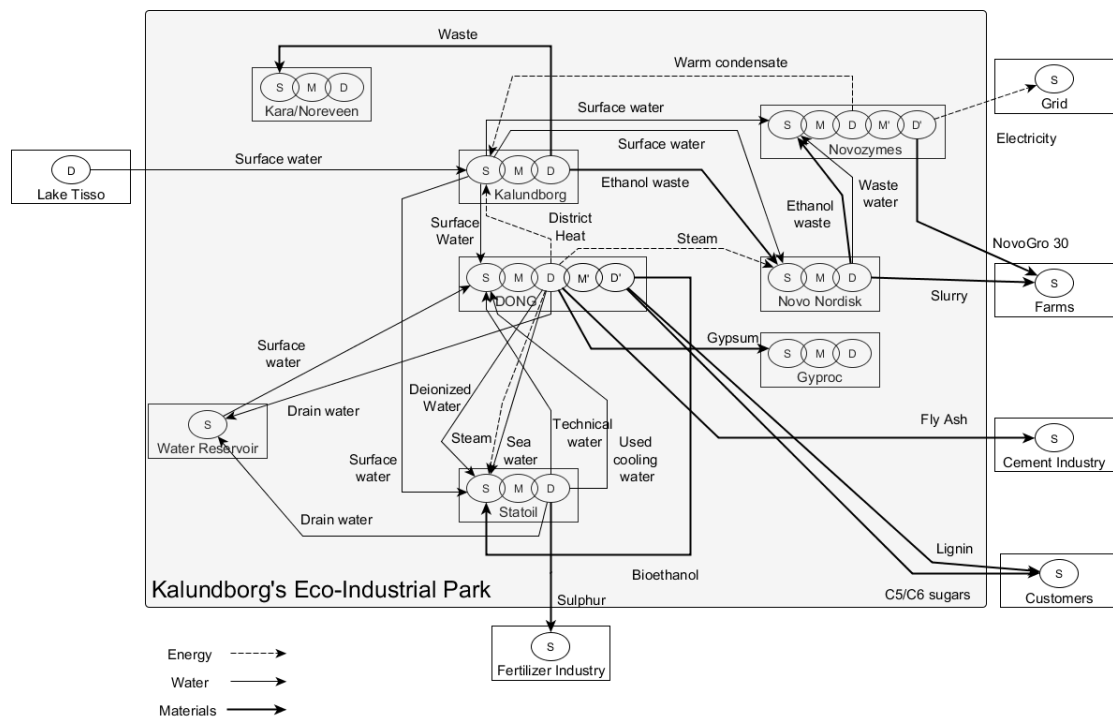 Waste
Warm condensate
S M D
Kara/Noreveen
S
Grid
Surface water
S M D M' D'
Novozymes
Electricity
Surface water
Surface water
D
Lake Tisso
S M D
Kalundborg
Ethanol waste
Waste
water
Ethanol
waste
Surface
Water
District
Heat
Steam
NovoGro 30
S M D M' D'
DONG
S M D
Novo Nordisk
Slurry
S
Farms
Gypsum
S M D
Gyproc
Surface
water
Drain water
Deionized
Water
S
Water Reservoir
Technical
water
Fly Ash
S
Cement Industry
Steam
Sea
water
Used
cooling
water
Surface
water
S M D
Statoil
Drain water
Lignin
Bioethanol
S
Customers
Kalundborg's Eco-Industrial Park
C5/C6 sugars
Sulphur
S
Fertilizer Industry
Energy
Water
Materials